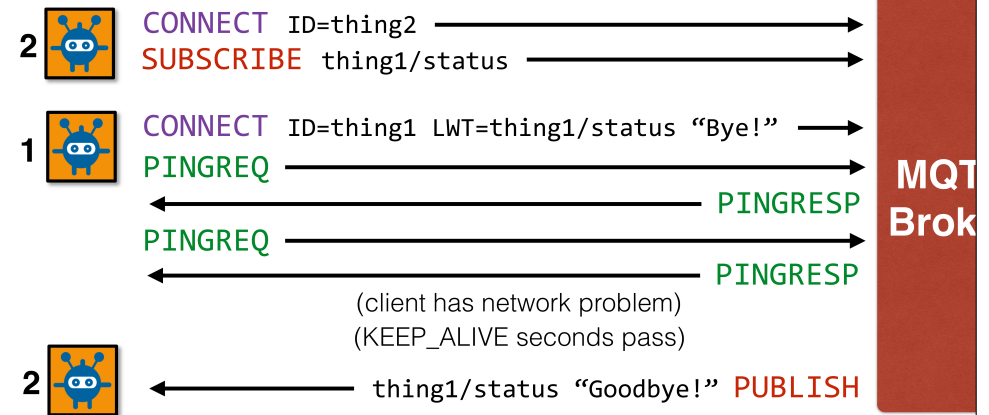 2 CONNECT ID=thing2
SUBSCRIBE thing1/status
1 CONNECT ID=thing1 LWT=thing1/status “Bye!”
PINGREQ
PINGRESP
PINGREQ
PINGRESP
(client has network problem)
(KEEP_ALIVE seconds pass)
2 thing1/status “Goodbye!” PUBLISH
MQT
Brok